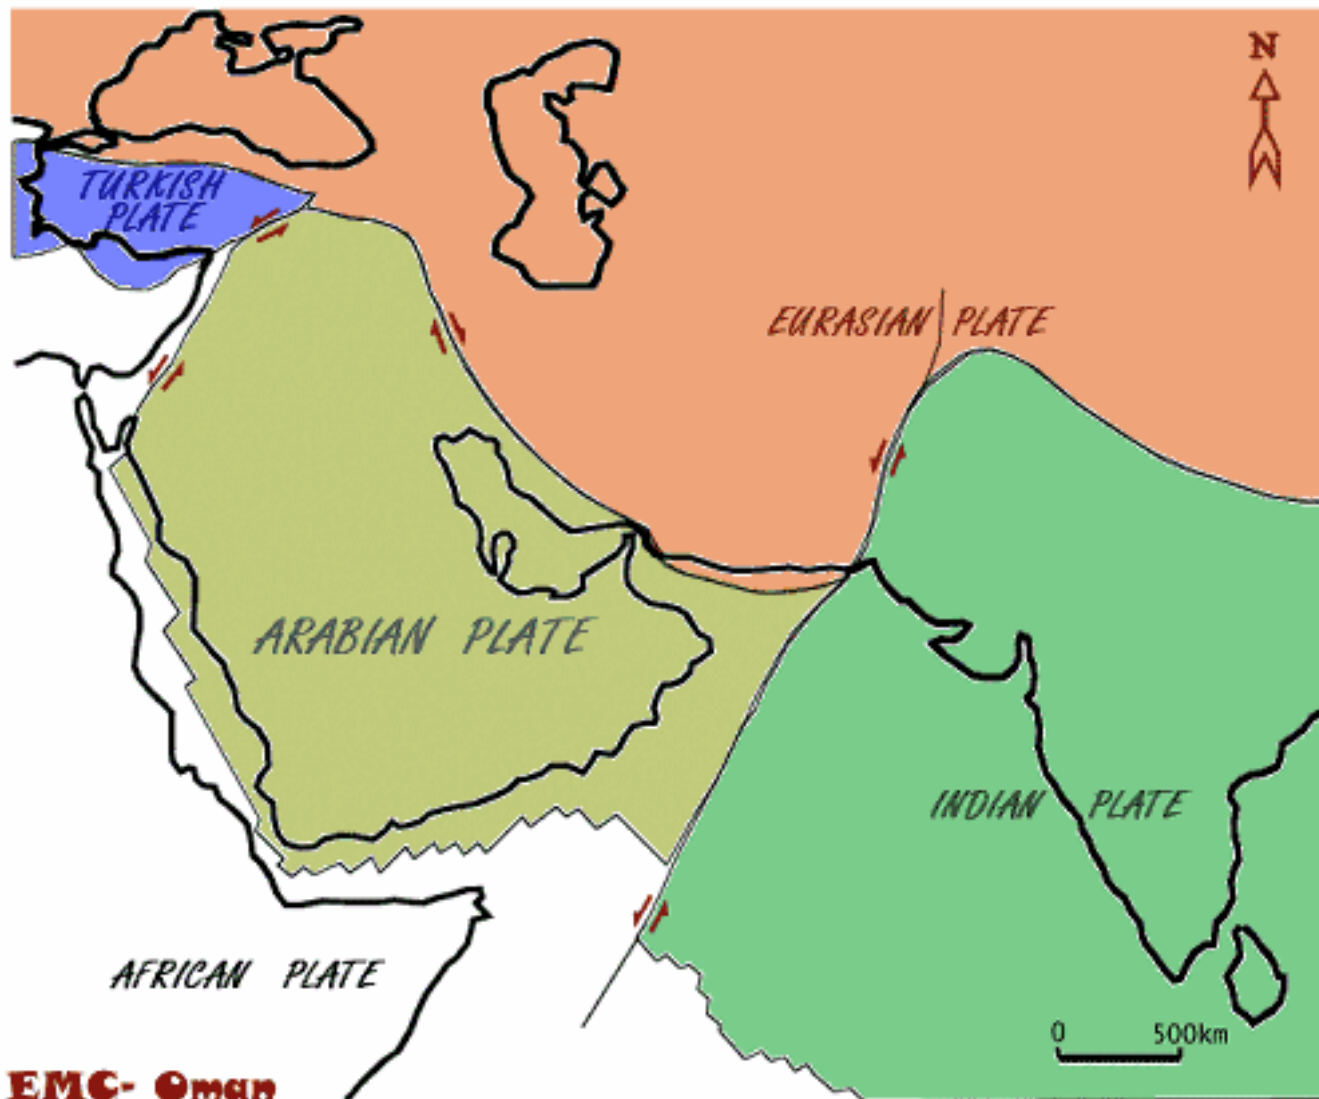 N
TURKISH
PLATE
EURASIAN PLATE
ARABIAN PLATE
INDIAN PLATE
AFRICAN PLATE
0 500km
EMC- Oman